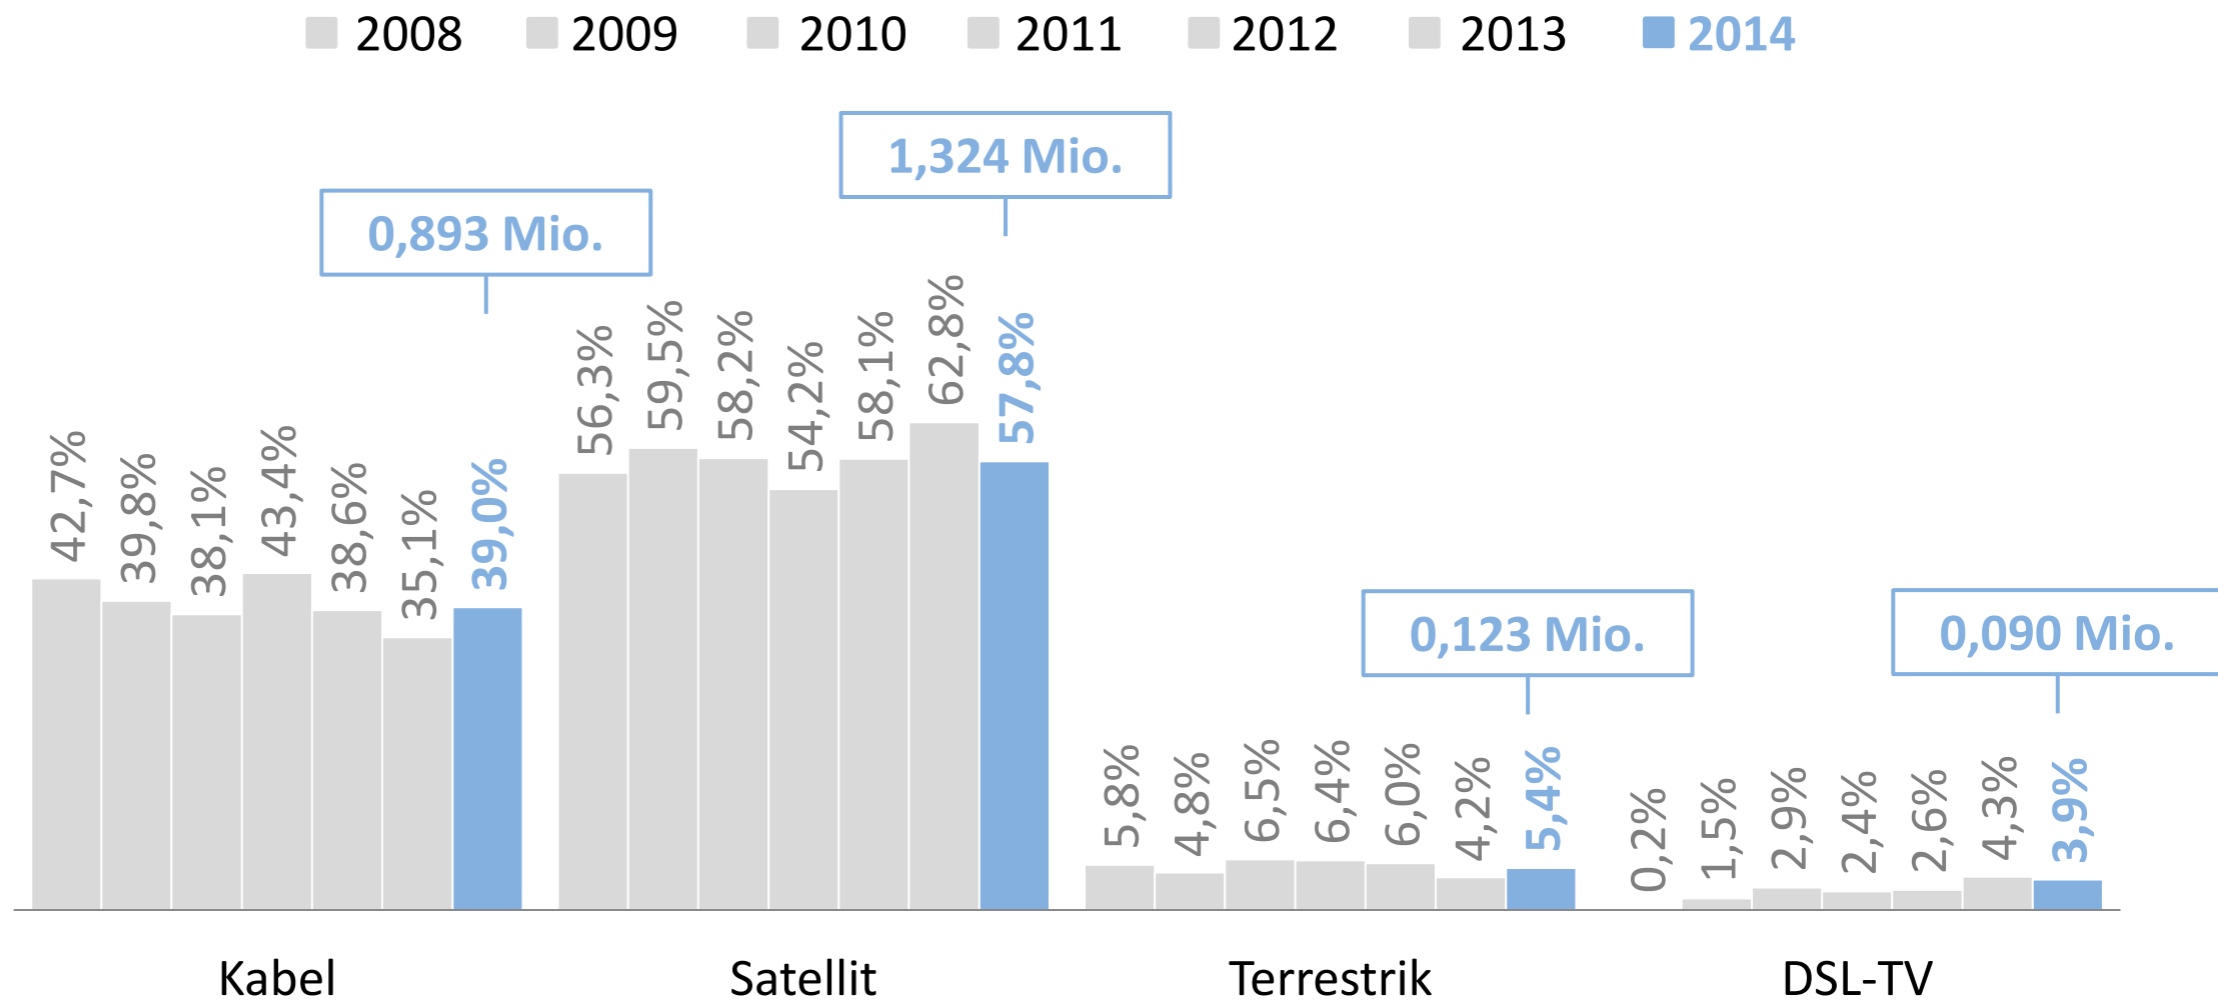 2008 2009 2010 2011 2012 2013 2014
1,324 Mio.
0,893 Mio.
42,7% 39,8% 38,1% 43,4% 38,6% 35,1% 39,0%
56,3% 59,5% 58,2% 54,2% 58,1% 62,8% 57,8%
0,123 Mio.
0,090 Mio.
5,8% 4,8% 6,5% 6,4% 6,0% 4,2% 5,4%
0,2% 1,5% 2,9% 2,4% 2,6% 4,3% 3,9%
Kabel Satellit Terrestrik DSL-TV